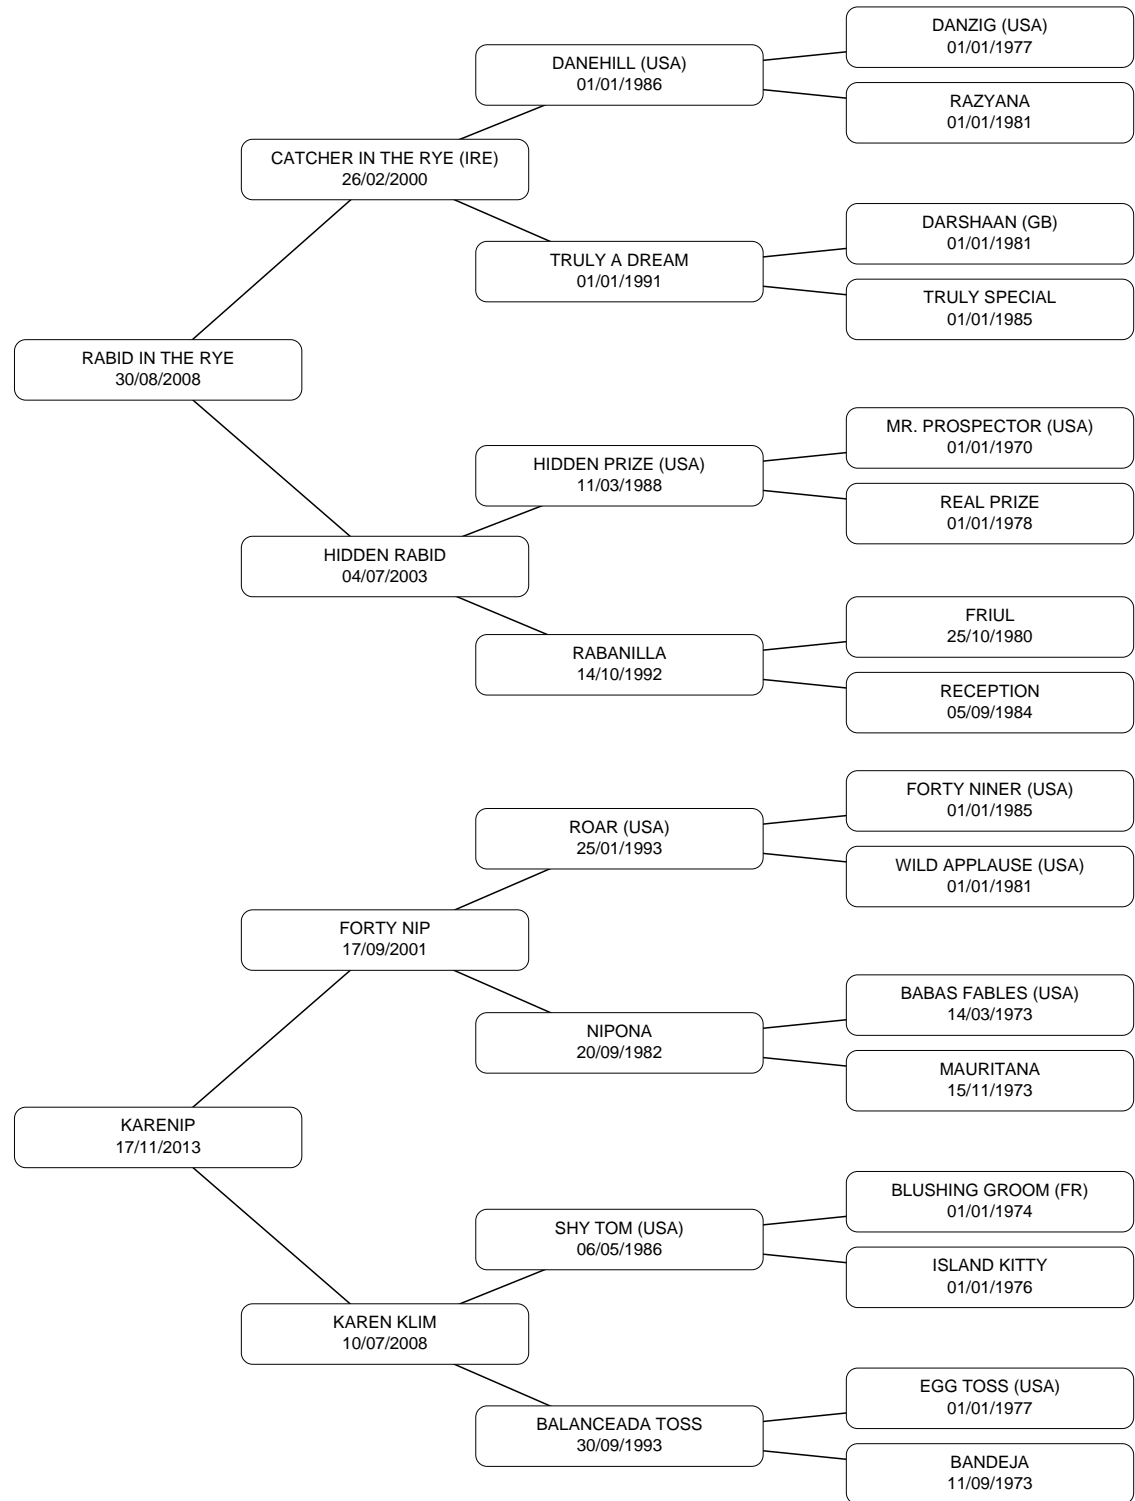 DANZIG (USA)
01/01/1977
DANEHILL (USA)
01/01/1986
RAZYANA
01/01/1981
CATCHER IN THE RYE (IRE)
26/02/2000
DARSHAAN (GB)
01/01/1981
TRULY A DREAM
01/01/1991
TRULY SPECIAL
01/01/1985
RABID IN THE RYE
30/08/2008
MR. PROSPECTOR (USA)
01/01/1970
HIDDEN PRIZE (USA)
11/03/1988
REAL PRIZE
01/01/1978
HIDDEN RABID
04/07/2003
FRIUL
25/10/1980
RABANILLA
14/10/1992
RECEPTION
05/09/1984
FORTY NINER (USA)
01/01/1985
ROAR (USA)
25/01/1993
WILD APPLAUSE (USA)
01/01/1981
FORTY NIP
17/09/2001
BABAS FABLES (USA)
14/03/1973
NIPONA
20/09/1982
MAURITANA
15/11/1973
KARENIP
17/11/2013
BLUSHING GROOM (FR)
01/01/1974
SHY TOM (USA)
06/05/1986
ISLAND KITTY
01/01/1976
KAREN KLIM
10/07/2008
EGG TOSS (USA)
01/01/1977
BALANCEADA TOSS
30/09/1993
BANDEJA
11/09/1973